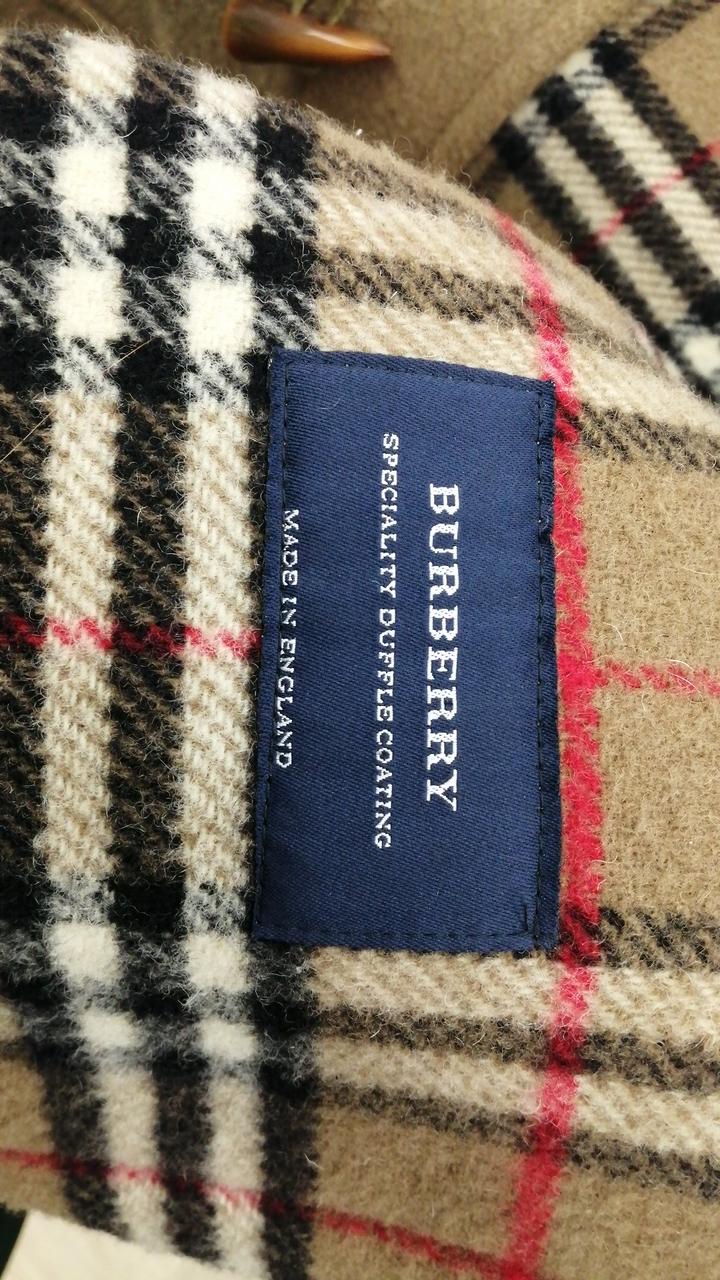 BURBERRY
SPECIALITY DUFFLE COATING
MADE IN ENGLAND